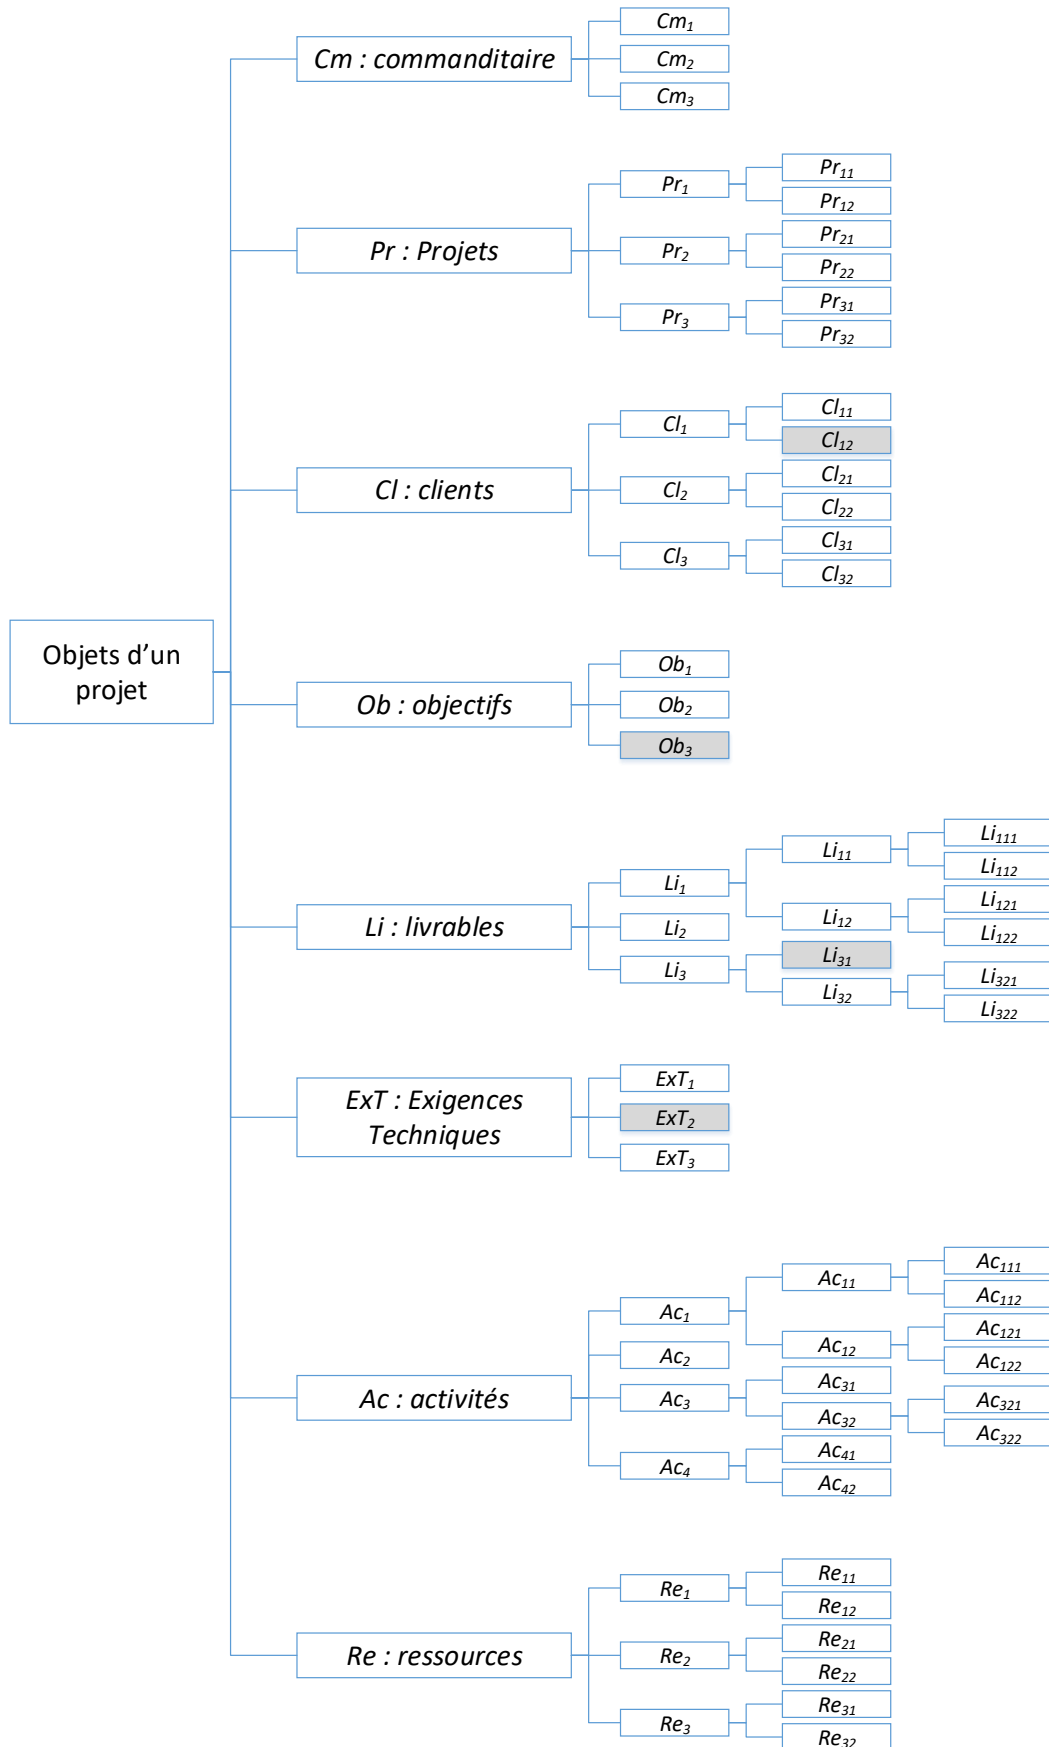 Objets d'un
projet
Cm : commanditaire
Cm1
Cm2
Cm3
Pr : Projets
Pr1
Pr11
Pr12
Pr2
Pr21
Pr22
Pr3
Pr31
Pr32
Cl : clients
Cl1
Cl11
Cl12
Cl2
Cl21
Cl22
Cl3
Cl31
Cl32
Ob : objectifs
Ob1
Ob2
Ob3
Li : livrables
Li1
Li11
Li111
Li112
Li12
Li121
Li122
Li2
Li3
Li31
Li32
Li321
Li322
ExT : Exigences
Techniques
ExT1
ExT2
ExT3
Ac : activités
Ac1
Ac11
Ac111
Ac112
Ac12
Ac121
Ac122
Ac2
Ac3
Ac31
Ac32
Ac321
Ac322
Ac4
Ac41
Ac42
Re : ressources
Re1
Re11
Re12
Re2
Re21
Re22
Re3
Re31
Re32